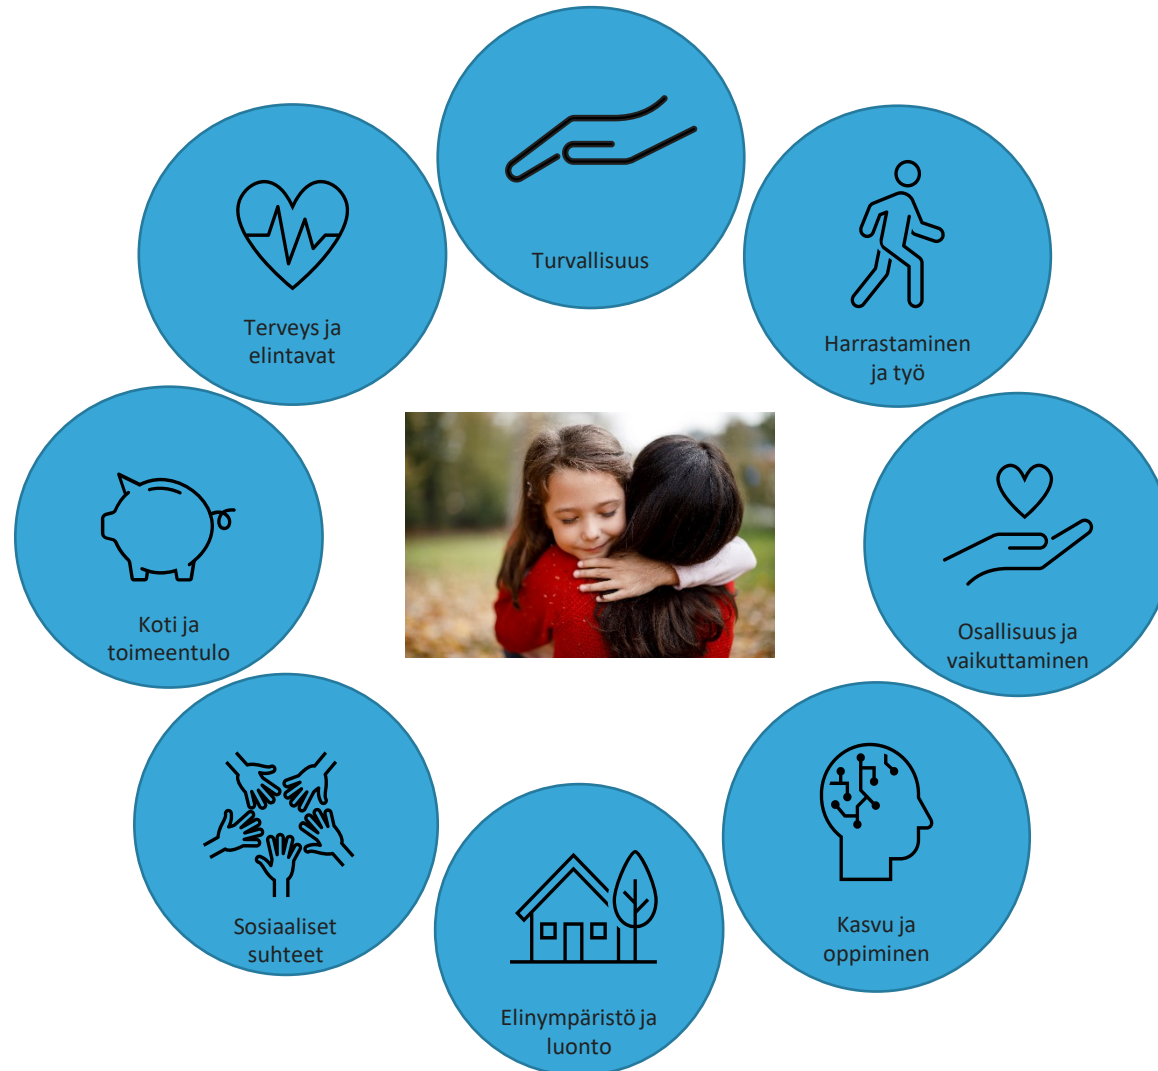 Turvallisuus
Terveys ja
elintavat
Harrastaminen
ja työ
Koti ja
toimeentulo
Osallisuus ja
vaikuttaminen
Sosiaaliset
suhteet
Kasvu ja
oppiminen
Elinympäristö ja
luonto